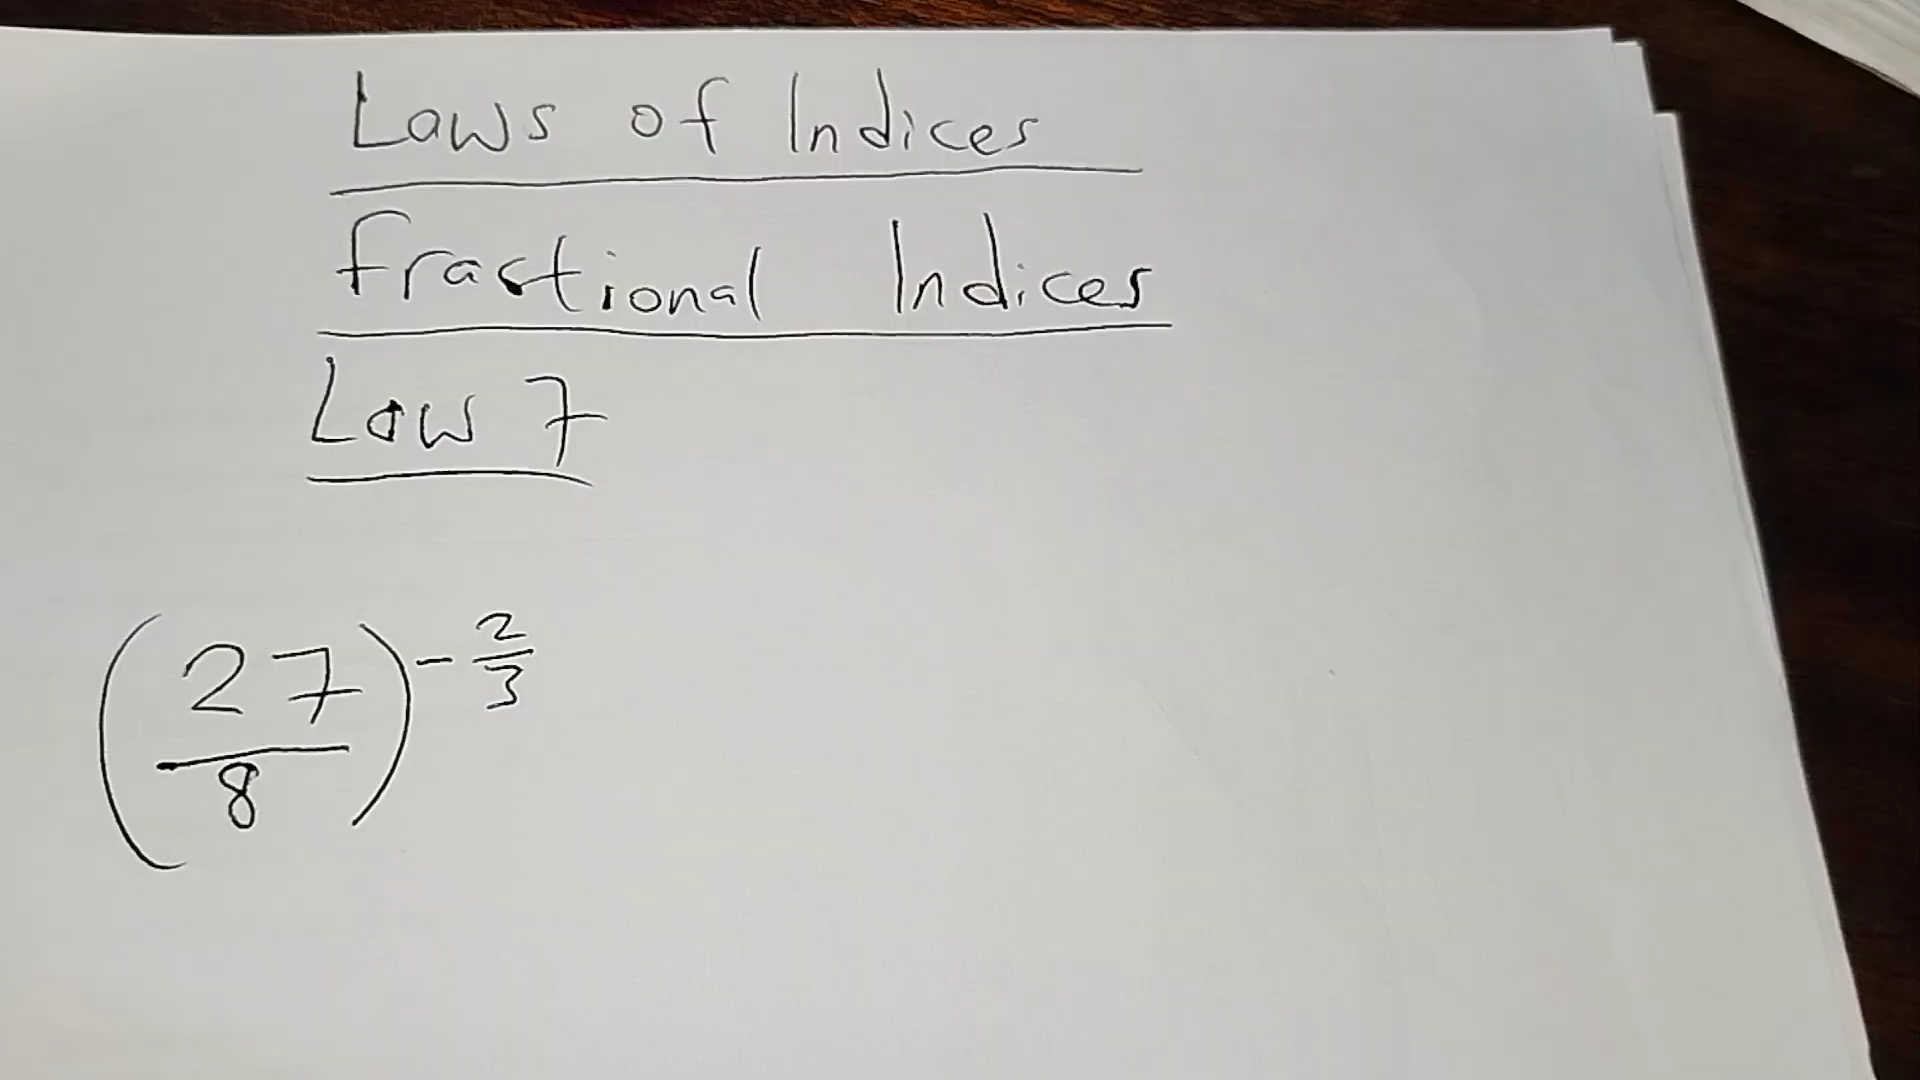 Laws of Indices
Fractional Indices
Law 7
(27/8)^-2/3